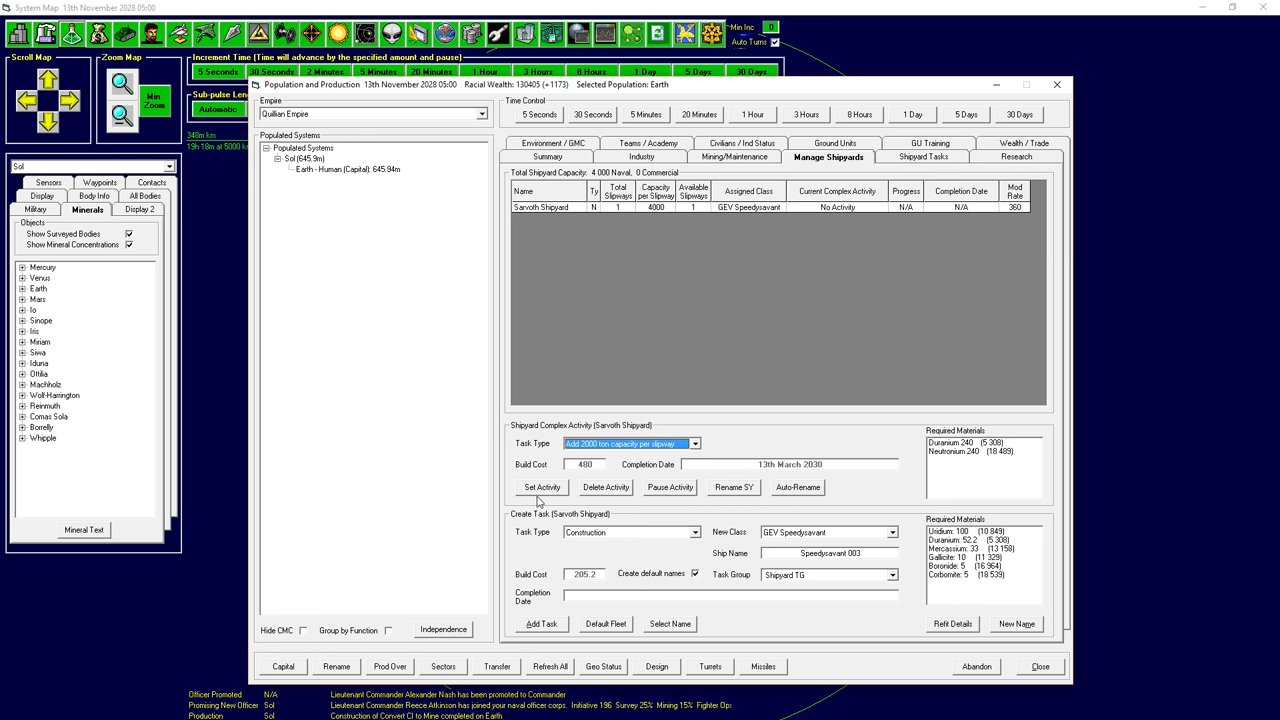 System Map 13th November 2028 05:00
Min Inc 0
Auto Turns
Scroll Map
Zoom Map
Min Zoom
Increment Time (Time will advance by the specified amount and pause)
5 Seconds 30 Seconds 2 Minutes 5 Minutes 20 Minutes 1 Hour 3 Hours 8 Hours 1 Day 5 Days 30 Days
Sub-pulse Len
Automatic
348m km
19h 18m at 5000 k
Sol
Sensors Waypoints Contacts
Display Body Info All Bodies
Military Minerals Display 2
Objects
Show Surveyed Bodies
Show Mineral Concentrations
Mercury
Venus
Earth
Mars
Io
Sinope
Iris
Miriam
Siwa
Iduna
Ottilia
Machholz
Wolf-Harrington
Reinmuth
Comas Sola
Borrelly
Whipple
Mineral Text
Population and Production 13th November 2028 05:00 Racial Wealth: 130405 (+1173) Selected Population: Earth
Empire
Quillian Empire
Populated Systems
Populated Systems
Sol (645.9m)
Earth - Human (Capital): 645.94m
Hide CMC Group by Function Independence
Time Control
5 Seconds 30 Seconds 5 Minutes 20 Minutes 1 Hour 3 Hours 8 Hours 1 Day 5 Days 30 Days
Environment / GMC Teams / Academy Civilians / Ind Status Ground Units GU Training Wealth / Trade
Summary Industry Mining/Maintenance Manage Shipyards Shipyard Tasks Research
Total Shipyard Capacity: 4 000 Naval, 0 Commercial
Name Ty Total Slipways Capacity per Slipway Available Slipways Assigned Class Current Complex Activity Progress Completion Date Mod Rate
Sarvoth Shipyard N 1 4000 1 GEV Speedysavant No Activity N/A N/A 360
Shipyard Complex Activity (Sarvoth Shipyard)
Task Type Add 2000 ton capacity per slipway
Build Cost 480 Completion Date 13th March 2030
Set Activity Delete Activity Pause Activity Rename SY Auto-Rename
Required Materials
Duranium 240 (5 308)
Neutronium 240 (18 489)
Create Task (Sarvoth Shipyard)
Task Type Construction New Class GEV Speedysavant
Ship Name Speedysavant 003
Build Cost 205.2 Create default names Task Group Shipyard TG
Completion Date
Required Materials
Uridium: 100 (10 849)
Duranium: 52.2 (5 308)
Mercassium: 33 (13 158)
Gallicite: 10 (11 329)
Boronide: 5 (16 964)
Corbomite: 5 (18 539)
Add Task Default Fleet Select Name Refit Details New Name
Capital Rename Prod Over Sectors Transfer Refresh All Geo Status Design Turrets Missiles Abandon Close
Officer Promoted N/A Lieutenant Commander Alexander Nash has been promoted to Commander
Promising New Officer Sol Lieutenant Commander Reece Atkinson has joined your naval officer corps. Initiative 196 Survey 25% Mining 15% Fighter Op:
Production Sol Construction of Convert CI to Mine completed on Earth